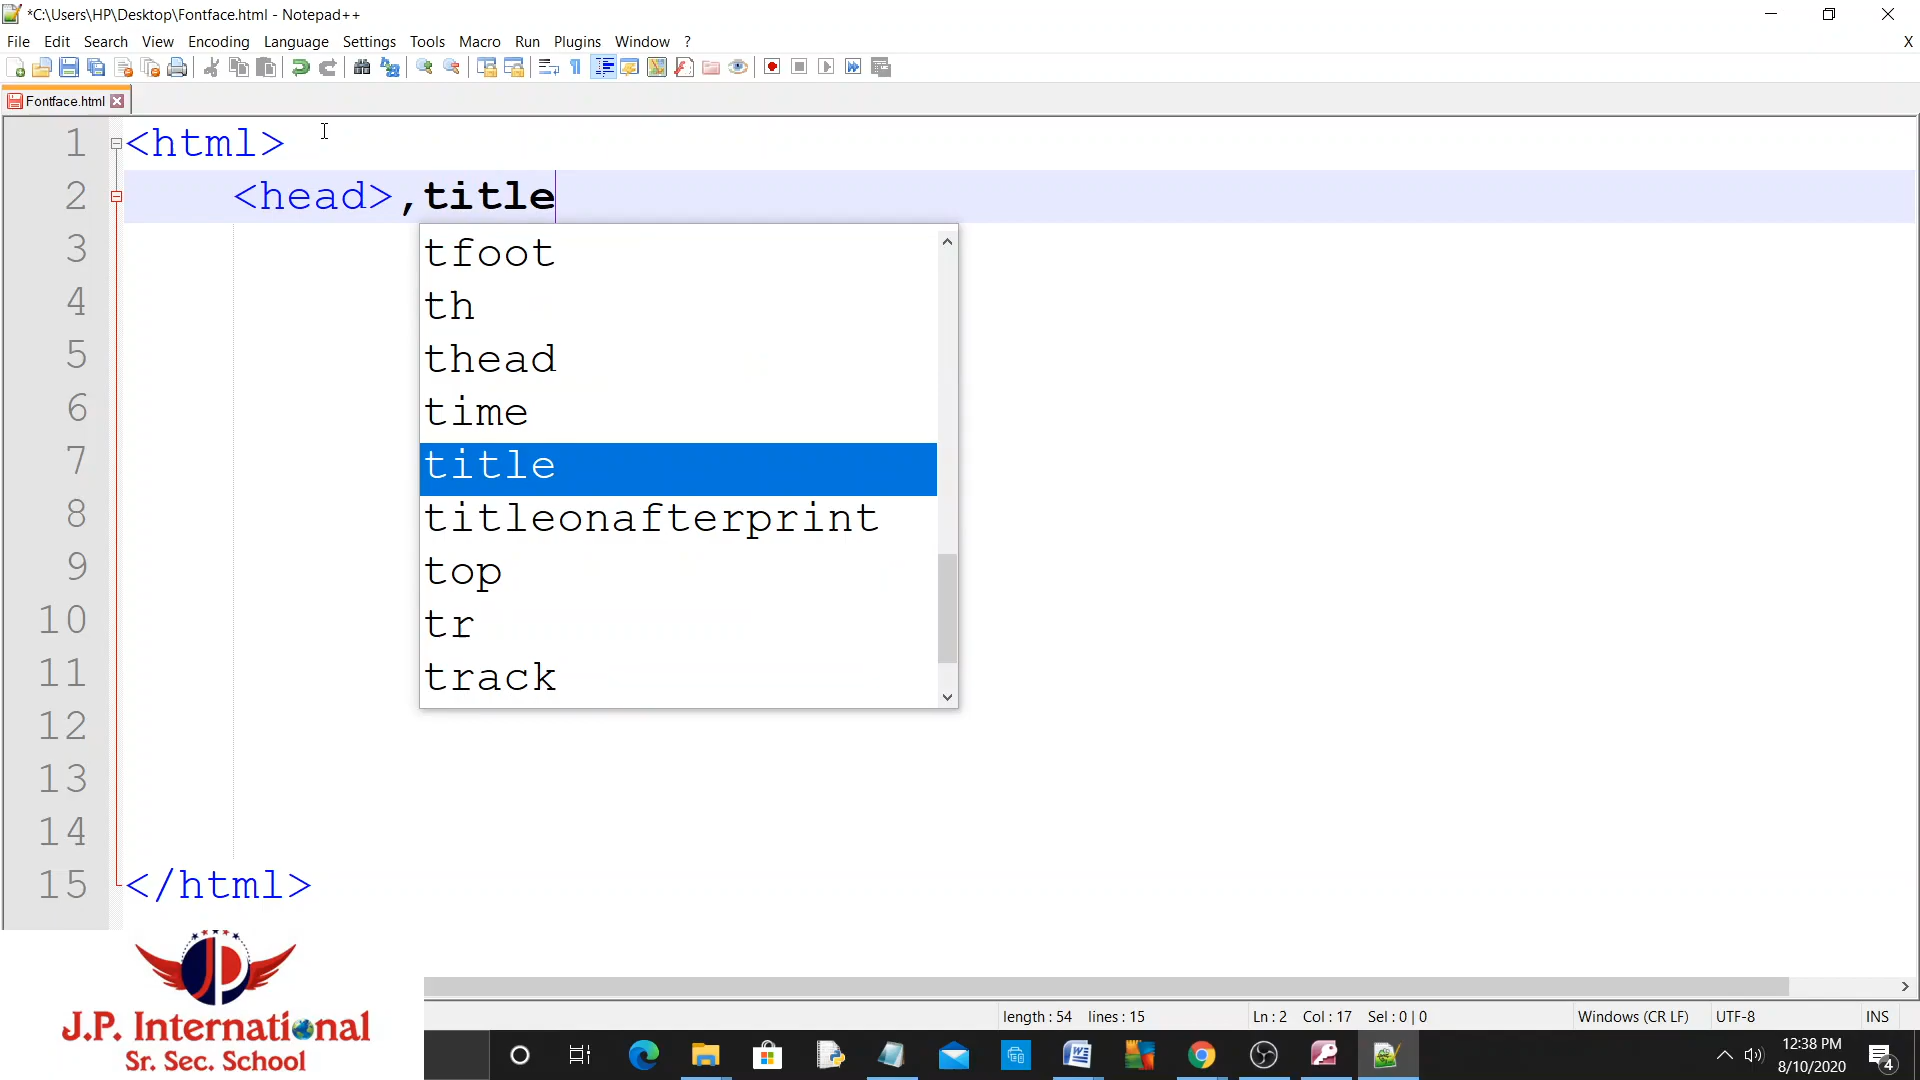 *C:\Users\HP\Desktop\Fontface.html - Notepad++
File Edit Search View Encoding Language Settings Tools Macro Run Plugins Window ? X
Fontface.html
1 <html>
2 <head>,title
3
4
5
6
7
8
9
10
11
12
13
14
15 </html>
tfoot
th
thead
time
title
titleonafterprint
top
tr
track
JP
J.P. International
Sr. Sec. School
length : 54 lines : 15 Ln : 2 Col : 17 Sel : 0 | 0 Windows (CR LF) UTF-8 INS
12:38 PM
8/10/2020
4